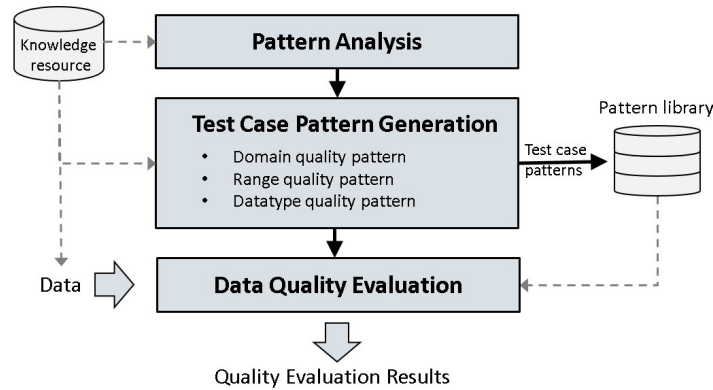 Knowledge
resource
Pattern Analysis
Test Case Pattern Generation
• Domain quality pattern
• Range quality pattern
• Datatype quality pattern
Test case
patterns
Pattern library
Data
Data Quality Evaluation
Quality Evaluation Results